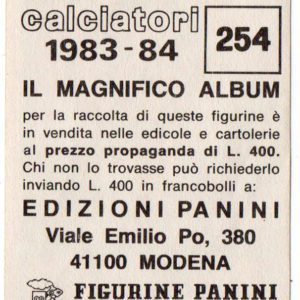 calciatori
1983-84
254
IL MAGNIFICO ALBUM
per la raccolta di queste figurine è
in vendita nelle edicole e cartolerie
al prezzo propaganda di L. 400.
Chi non lo trovasse può richiederlo
inviando L. 400 in francobolli a:
EDIZIONI PANINI
Viale Emilio Po, 380
41100 MODENA
FIGURINE PANINI